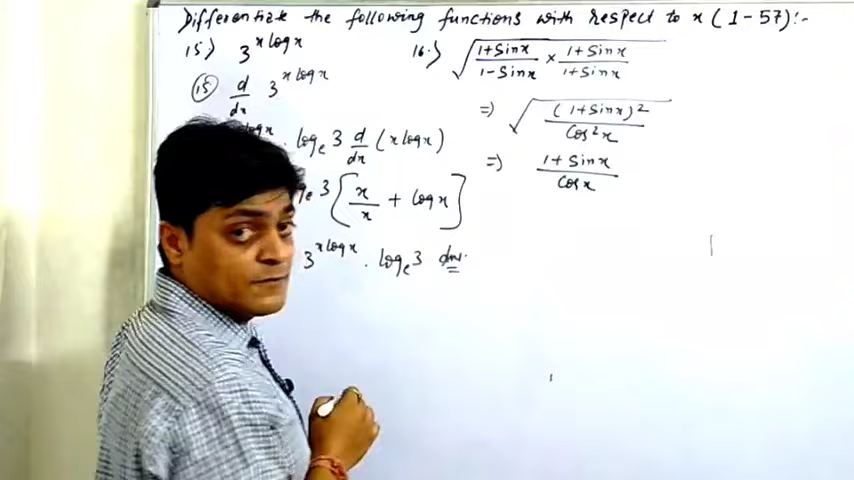 Differentiate the following functions with respect to x (1-57):-
15) 3^(x log x)
16.) √((1+Sinx)/(1-Sinx) × (1+Sinx)/(1+Sinx))
(15) d/dx 3^(x log x)
. log_e 3 d/dx (x log x)
3 [x/x + log x]
3^(x log x) . log_e 3
=) √((1+Sinx)²/Cos²x)
=) (1+Sinx)/Cosx